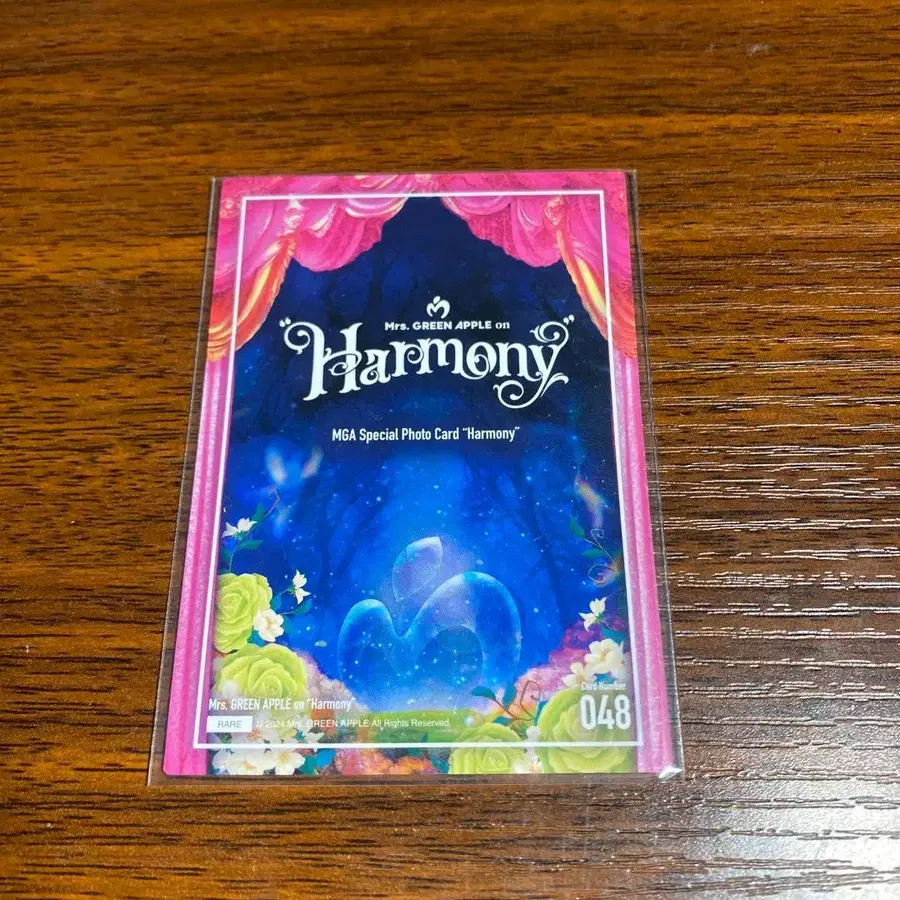 Mrs. GREEN APPLE on
"Harmony"
MGA Special Photo Card "Harmony"
Card Number
048
Mrs. GREEN APPLE on "Harmony"
RARE © 2024 Mrs. GREEN APPLE All Rights Reserved.